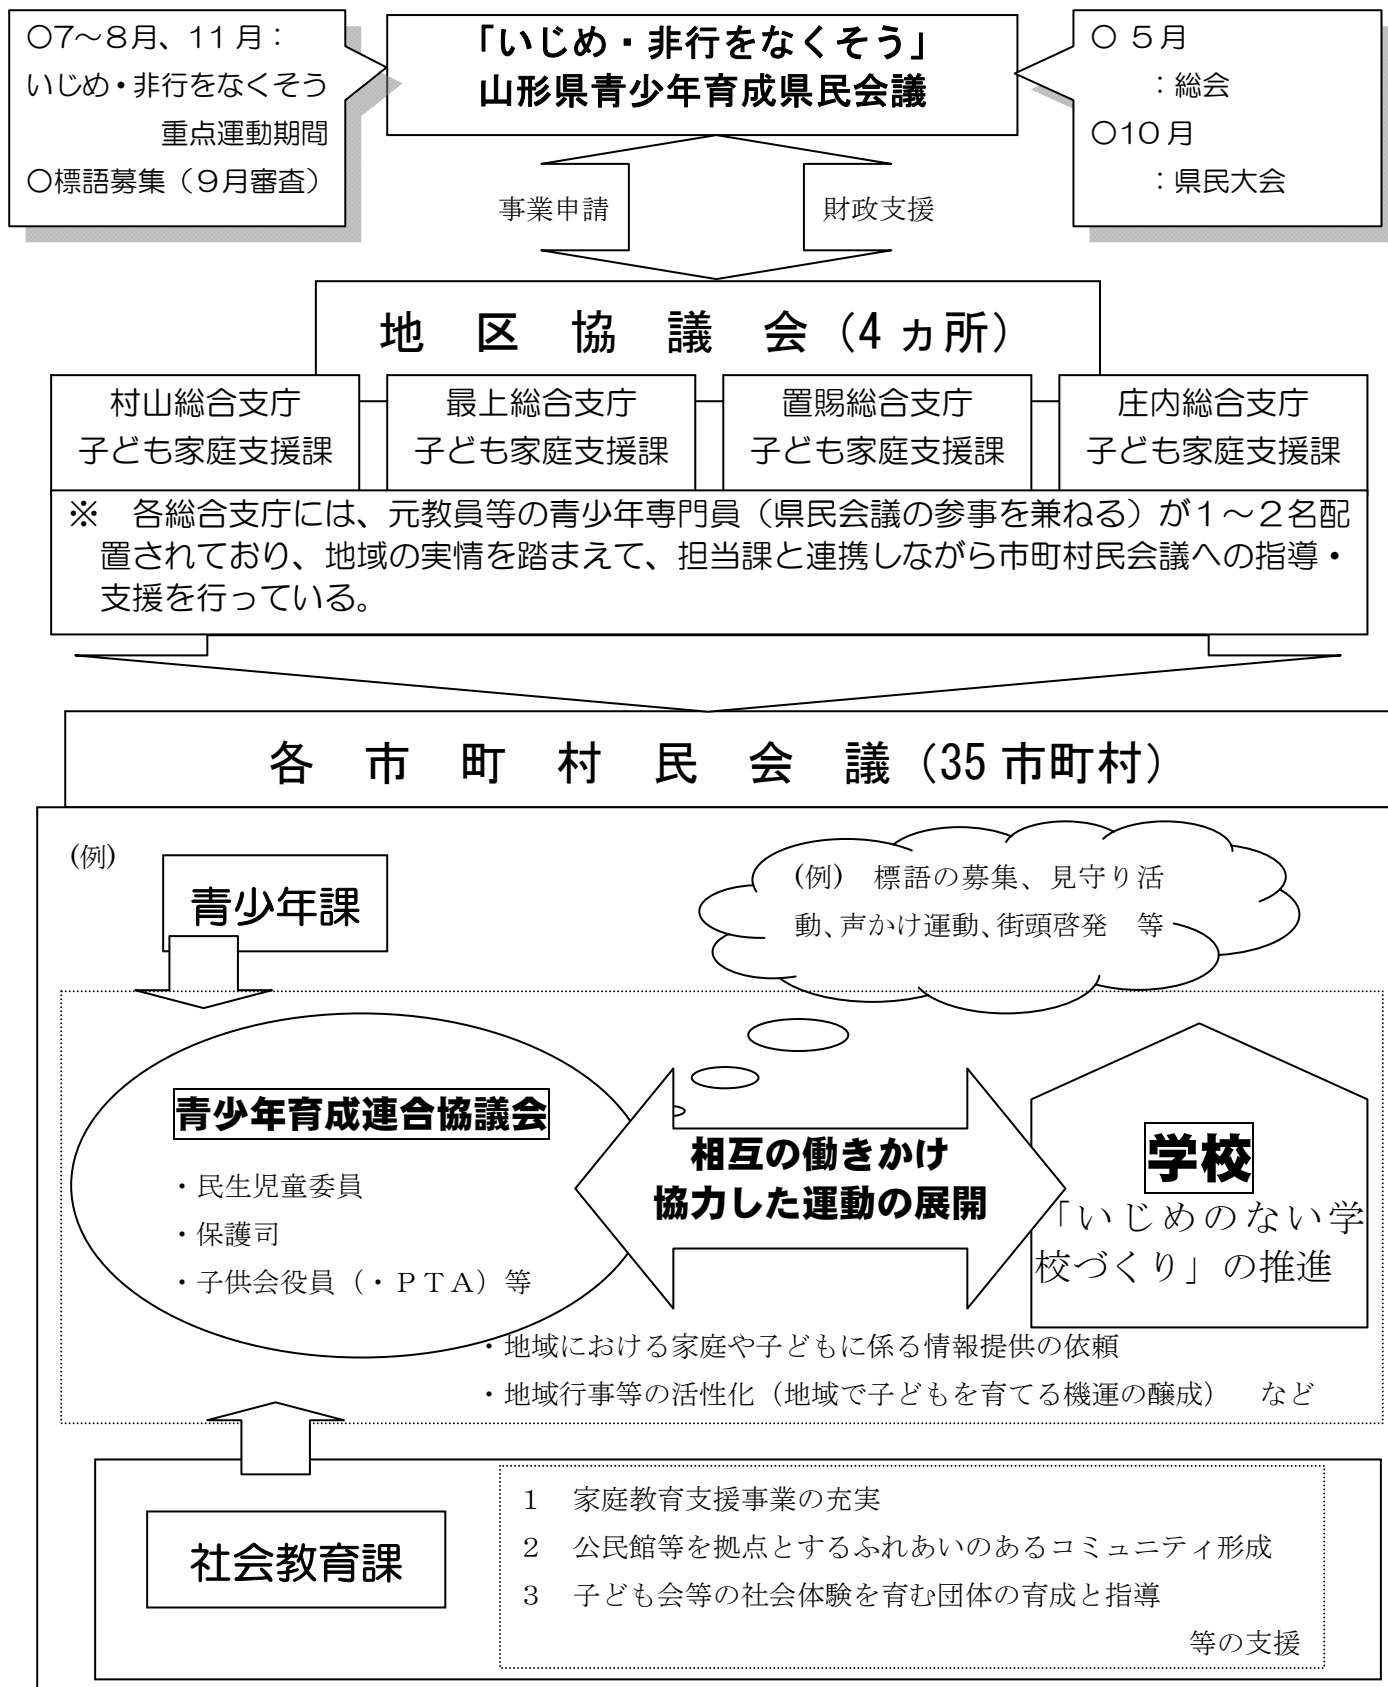 ○7~8月、11月:
いじめ・非行をなくそう
重点運動期間
○標語募集(9月審査)
「いじめ・非行をなくそう」
山形県青少年育成県民会議
○ 5月
:総会
○10月
:県民大会
事業申請
財政支援
地 区 協 議 会(4ヵ所)
村山総合支庁
子ども家庭支援課
最上総合支庁
子ども家庭支援課
置賜総合支庁
子ども家庭支援課
庄内総合支庁
子ども家庭支援課
※ 各総合支庁には、元教員等の青少年専門員(県民会議の参事を兼ねる)が1~2名配
置されており、地域の実情を踏まえて、担当課と連携しながら市町村民会議への指導・
支援を行っている。
各 市 町 村 民 会 議(35市町村)
(例)
青少年課
(例) 標語の募集、見守り活
動、声かけ運動、街頭啓発 等
青少年育成連合協議会
・民生児童委員
・保護司
・子供会役員(・PTA)等
相互の働きかけ
協力した運動の展開
学校
「いじめのない学
校づくり」の推進
・地域における家庭や子どもに係る情報提供の依頼
・地域行事等の活性化(地域で子どもを育てる機運の醸成) など
社会教育課
1 家庭教育支援事業の充実
2 公民館等を拠点とするふれあいのあるコミュニティ形成
3 子ども会等の社会体験を育む団体の育成と指導
等の支援